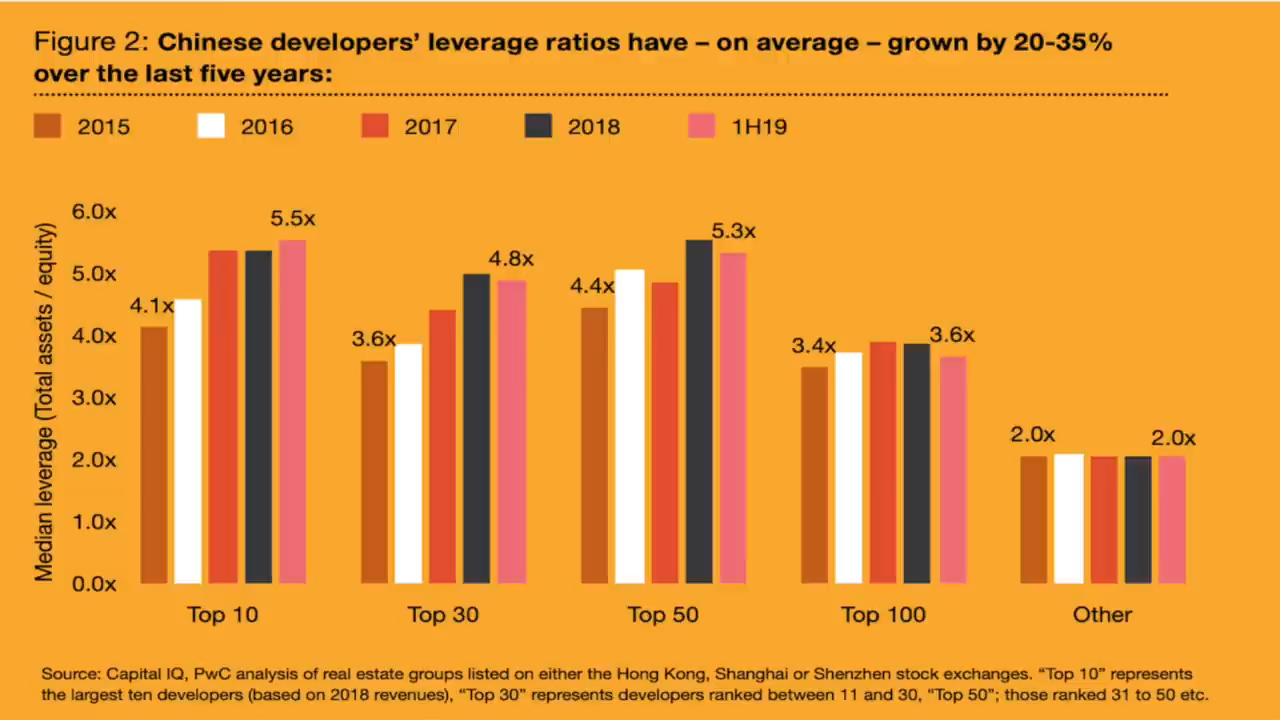 Figure 2: Chinese developers’ leverage ratios have – on average – grown by 20-35%
over the last five years:
2015 2016 2017 2018 1H19
Median leverage (Total assets / equity)
6.0x
5.0x
4.0x
3.0x
2.0x
1.0x
0.0x
4.1x 5.5x
3.6x 4.8x
4.4x 5.3x
3.4x 3.6x
2.0x 2.0x
Top 10 Top 30 Top 50 Top 100 Other
Source: Capital IQ, PwC analysis of real estate groups listed on either the Hong Kong, Shanghai or Shenzhen stock exchanges. “Top 10” represents
the largest ten developers (based on 2018 revenues), “Top 30” represents developers ranked between 11 and 30, “Top 50”; those ranked 31 to 50 etc.